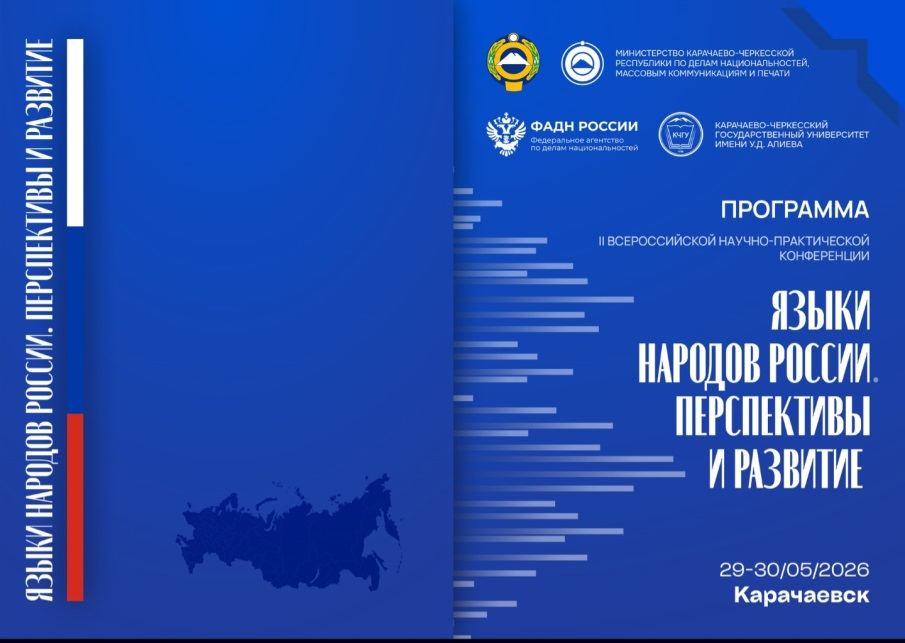 ЯЗЫКИ НАРОДОВ РОССИИ. ПЕРСПЕКТИВЫ И РАЗВИТИЕ
МИНИСТЕРСТВО КАРАЧАЕВО-ЧЕРКЕССКОЙ
РЕСПУБЛИКИ ПО ДЕЛАМ НАЦИОНАЛЬНОСТЕЙ,
МАССОВЫМ КОММУНИКАЦИЯМ И ПЕЧАТИ
ФАДН РОССИИ
Федеральное агентство
по делам национальностей
КЧГУ
КАРАЧАЕВО-ЧЕРКЕССКИЙ
ГОСУДАРСТВЕННЫЙ УНИВЕРСИТЕТ
ИМЕНИ У.Д. АЛИЕВА
ПРОГРАММА
II ВСЕРОССИЙСКОЙ НАУЧНО-ПРАКТИЧЕСКОЙ
КОНФЕРЕНЦИИ
ЯЗЫКИ
НАРОДОВ РОССИИ.
ПЕРСПЕКТИВЫ
И РАЗВИТИЕ
29-30/05/2026
Карачаевск